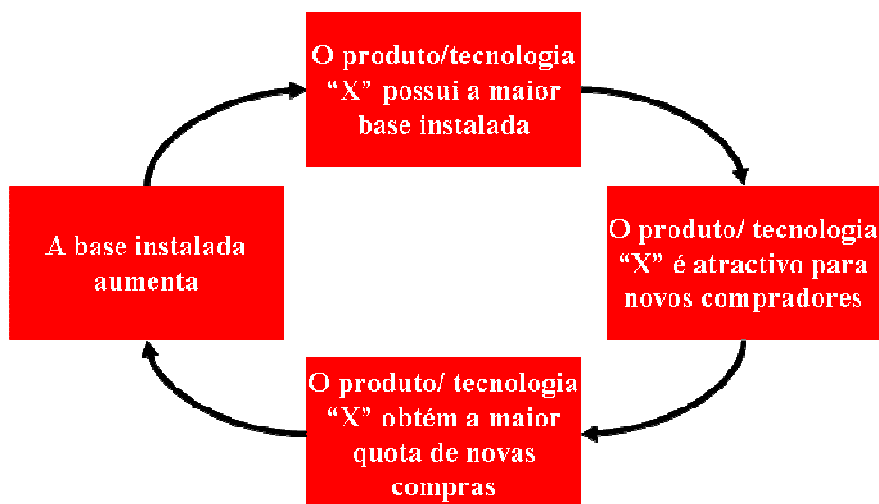 O produto/tecnologia
“X” possui a maior
base instalada
O produto/ tecnologia
“X” é atractivo para
novos compradores
O produto/ tecnologia
“X” obtém a maior
quota de novas
compras
A base instalada
aumenta